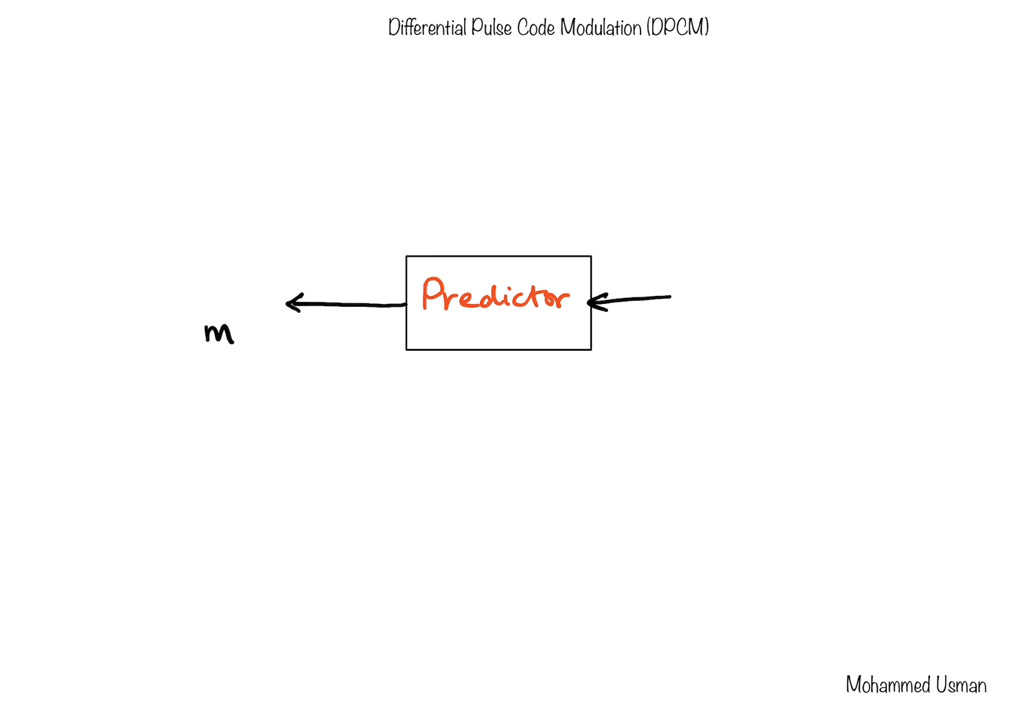 Differential Pulse Code Modulation (DPCM)
Predictor
m
Mohammed Usman